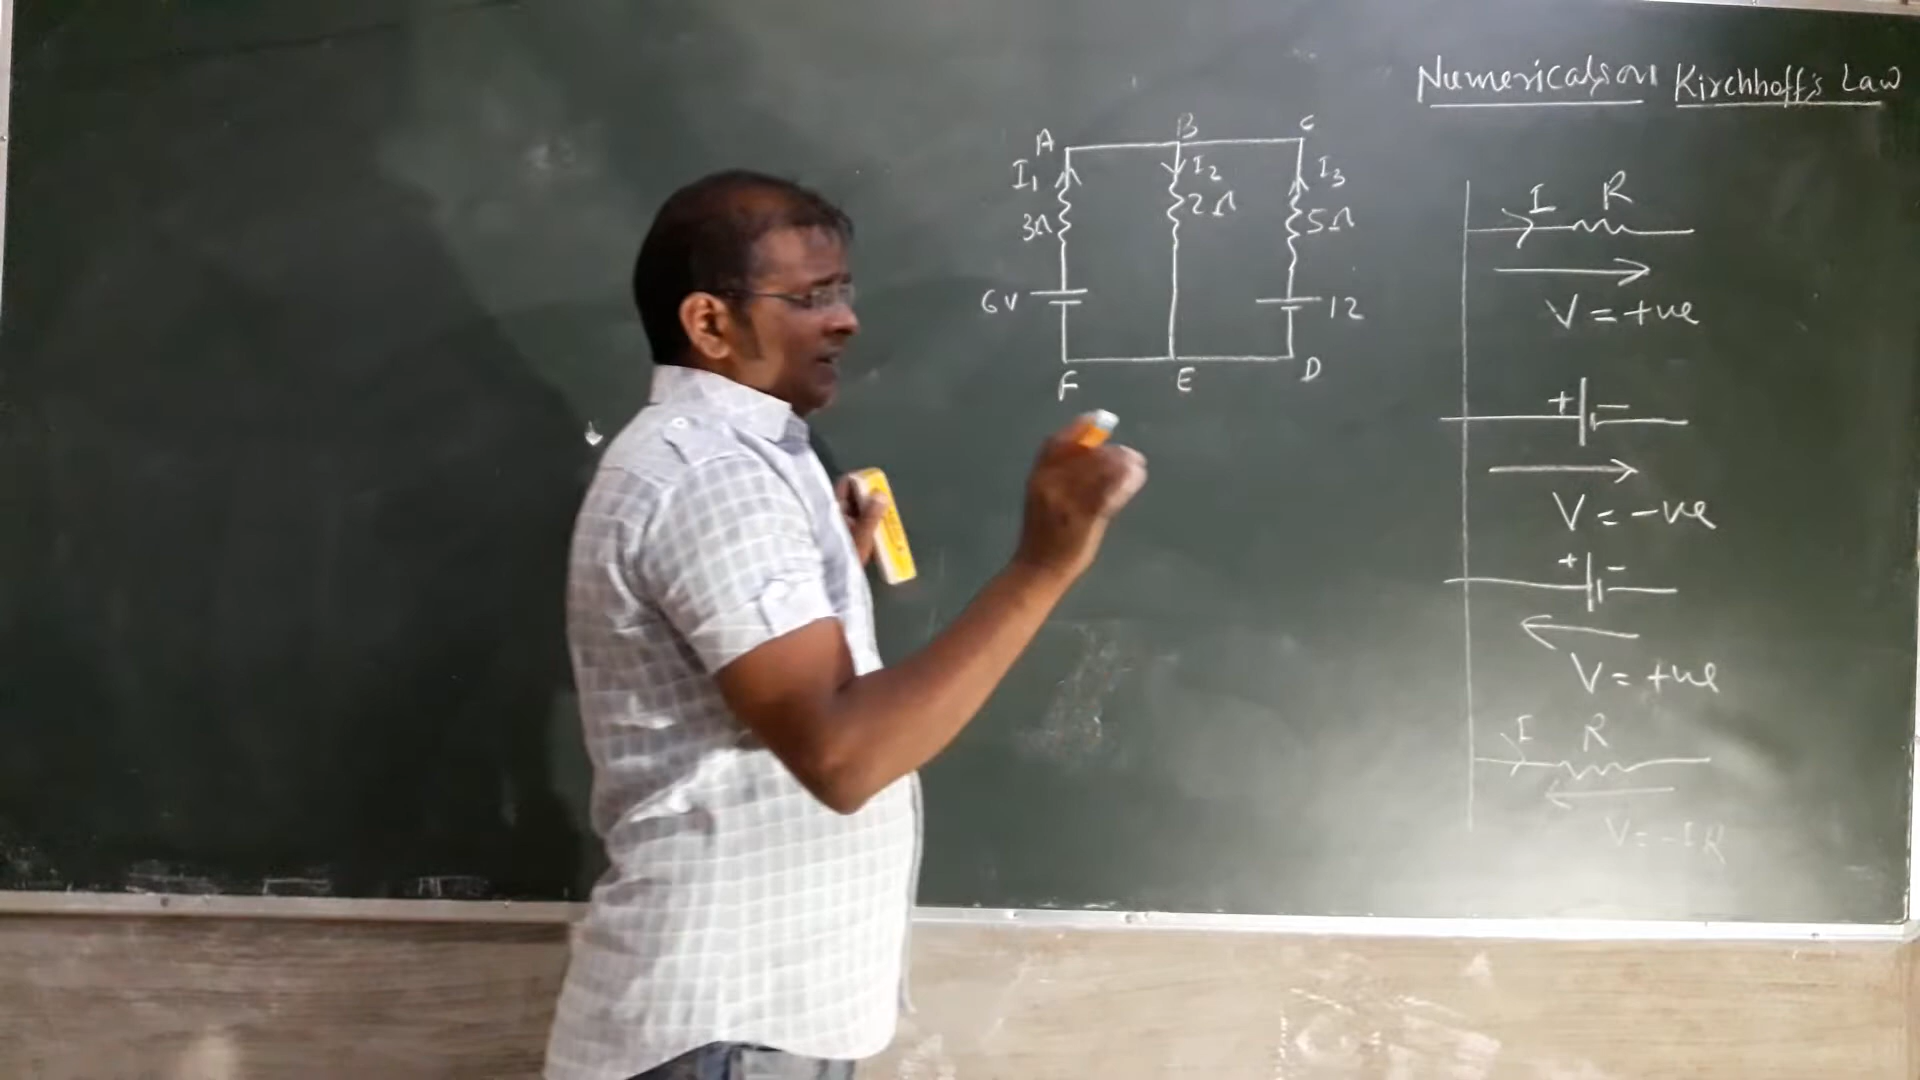 Numericals on Kirchhoff's Law
A B C
I1 I2 I3
3Ω 2Ω 5Ω
6V 12
F E D
I R
V = +ve
+ -
V = -ve
+ -
V = +ve
I R
V = -IR